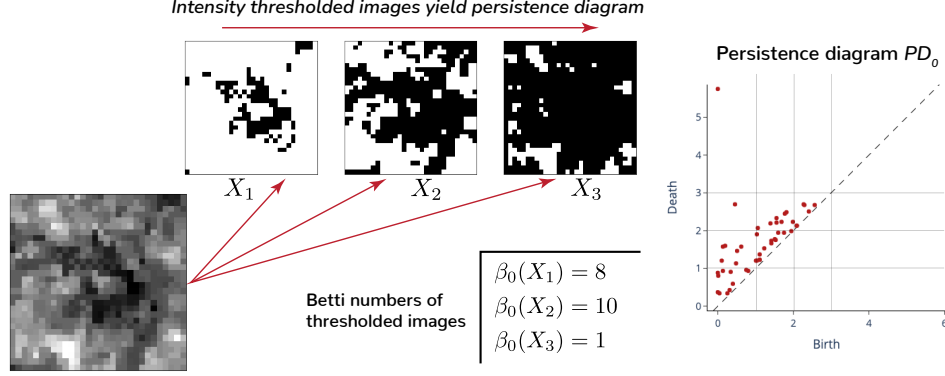 Intensity thresholded images yield persistence diagram
X₁
X₂
X₃
Betti numbers of
thresholded images
β₀(X₁) = 8
β₀(X₂) = 10
β₀(X₃) = 1
Persistence diagram PD₀
5
4
3
2
1
0
Death
0
2
4
6
Birth